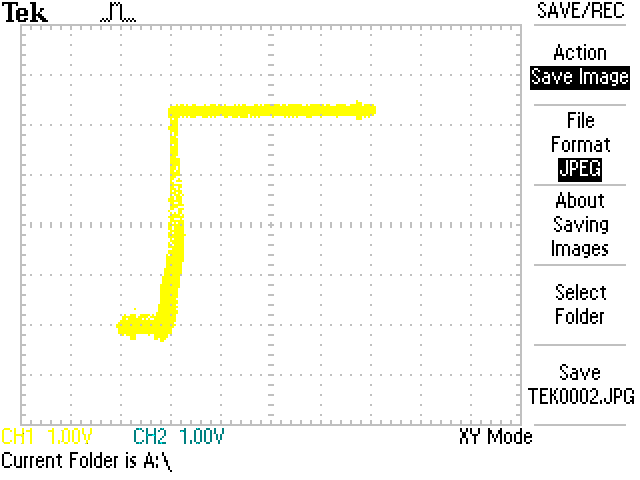 Tek
SAVE/REC
Action
Save Image
File
Format
JPEG
About
Saving
Images
Select
Folder
Save
TEK0002.JPG
CH1 1.00V CH2 1.00V XY Mode
Current Folder is A:\